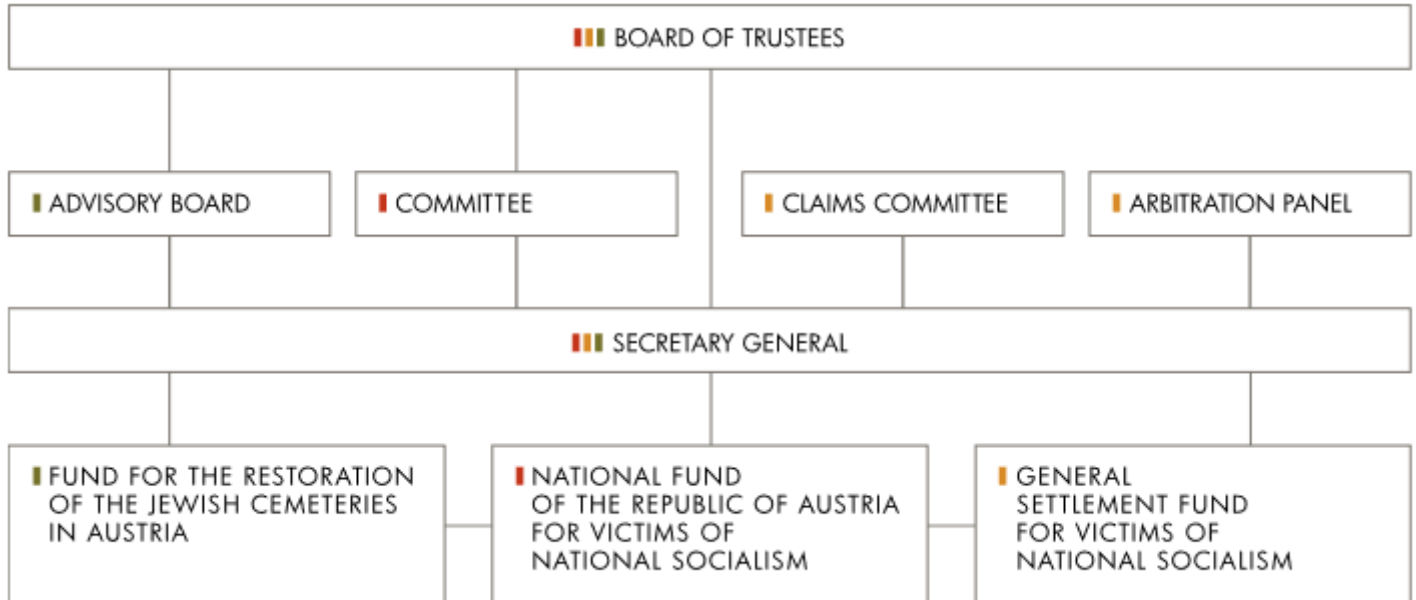 BOARD OF TRUSTEES
ADVISORY BOARD
COMMITTEE
CLAIMS COMMITTEE
ARBITRATION PANEL
SECRETARY GENERAL
FUND FOR THE RESTORATION
OF THE JEWISH CEMETERIES
IN AUSTRIA
NATIONAL FUND
OF THE REPUBLIC OF AUSTRIA
FOR VICTIMS OF
NATIONAL SOCIALISM
GENERAL
SETTLEMENT FUND
FOR VICTIMS OF
NATIONAL SOCIALISM